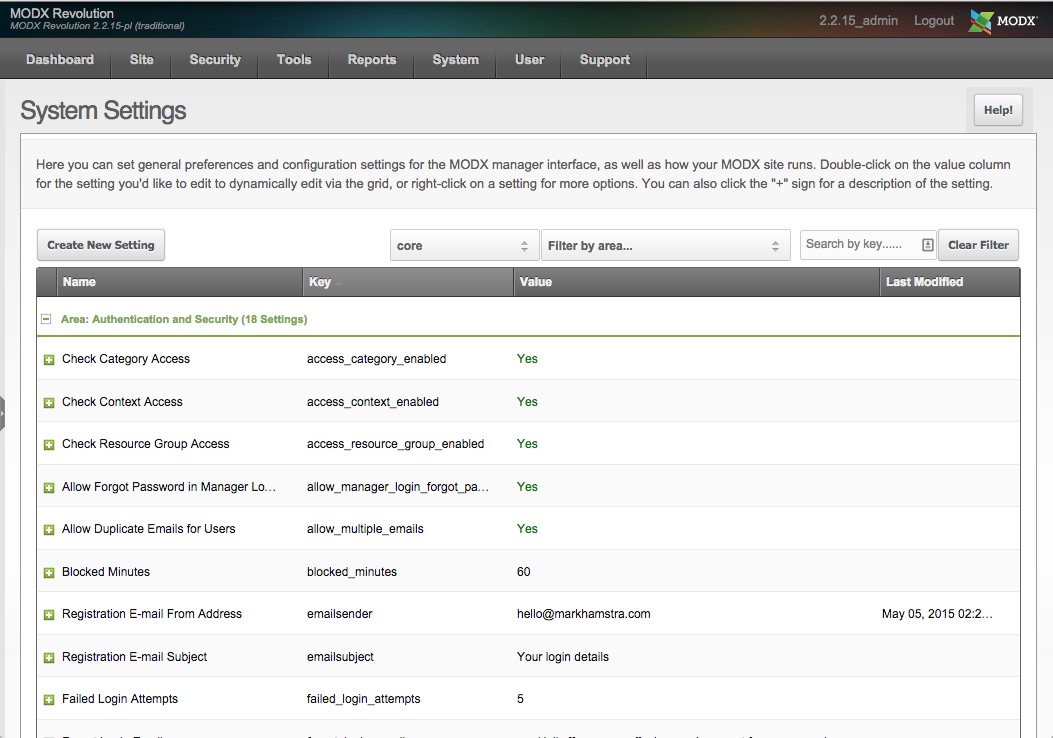 MODX Revolution
MODX Revolution 2.2.15-pl (traditional)
2.2.15_admin Logout MODX
Dashboard Site Security Tools Reports System User Support
System Settings
Help!
Here you can set general preferences and configuration settings for the MODX manager interface, as well as how your MODX site runs. Double-click on the value column
for the setting you'd like to edit to dynamically edit via the grid, or right-click on a setting for more options. You can also click the "+" sign for a description of the setting.
Create New Setting core Filter by area... Search by key...... Clear Filter
Name Key Value Last Modified
Area: Authentication and Security (18 Settings)
Check Category Access access_category_enabled Yes
Check Context Access access_context_enabled Yes
Check Resource Group Access access_resource_group_enabled Yes
Allow Forgot Password in Manager Lo... allow_manager_login_forgot_pa... Yes
Allow Duplicate Emails for Users allow_multiple_emails Yes
Blocked Minutes blocked_minutes 60
Registration E-mail From Address emailsender hello@markhamstra.com May 05, 2015 02:2...
Registration E-mail Subject emailsubject Your login details
Failed Login Attempts failed_login_attempts 5